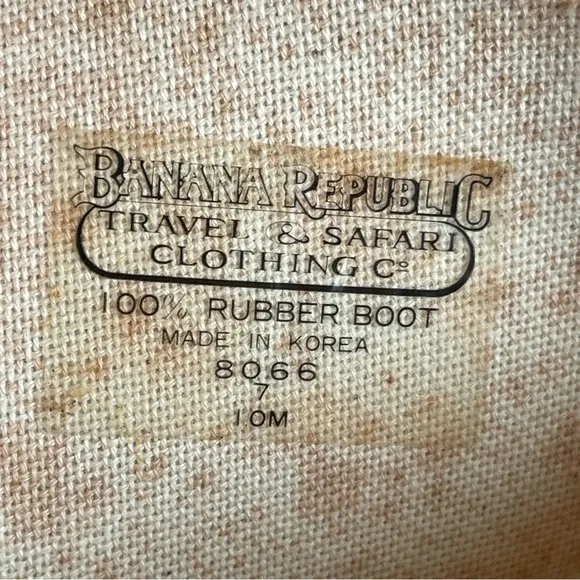 BANANA REPUBLIC
TRAVEL & SAFARI
CLOTHING Cº
100% RUBBER BOOT
MADE IN KOREA
8066
7
10M